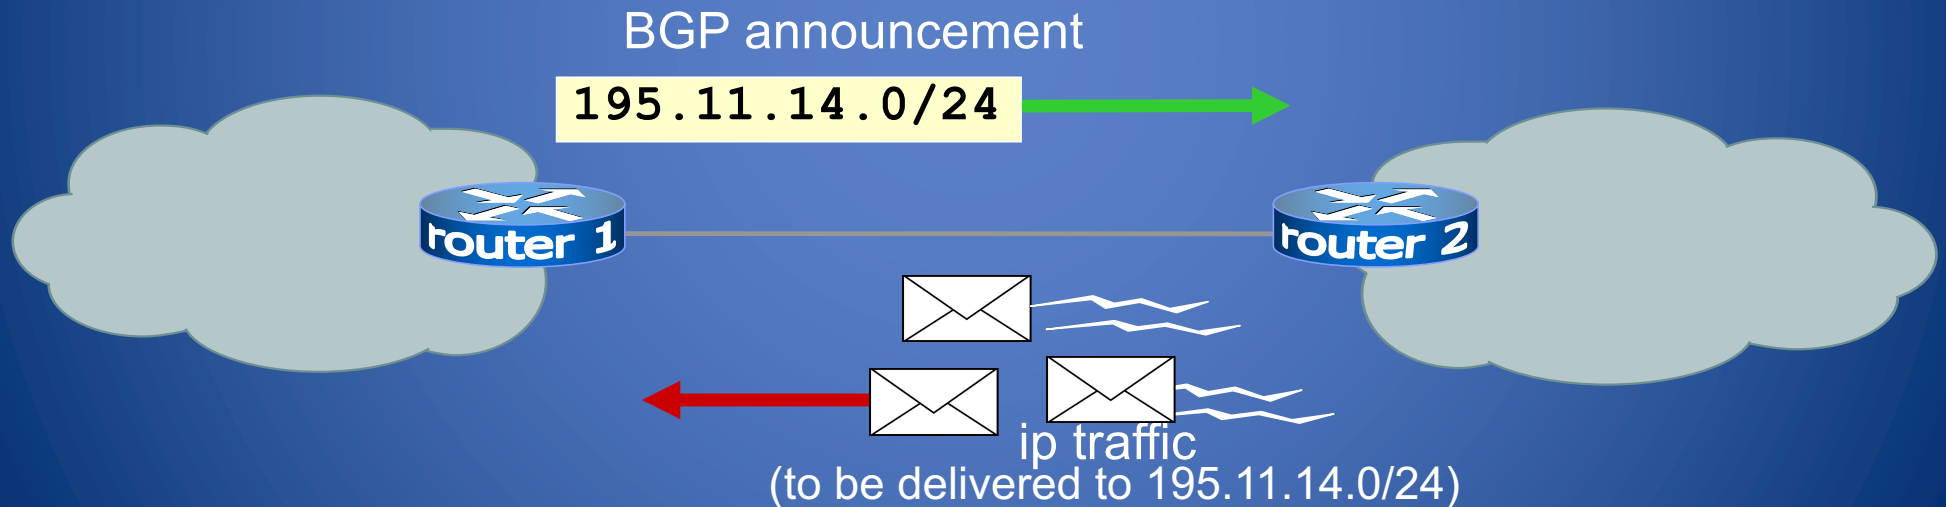 BGP announcement
195.11.14.0/24
router 1
router 2
ip traffic
(to be delivered to 195.11.14.0/24)